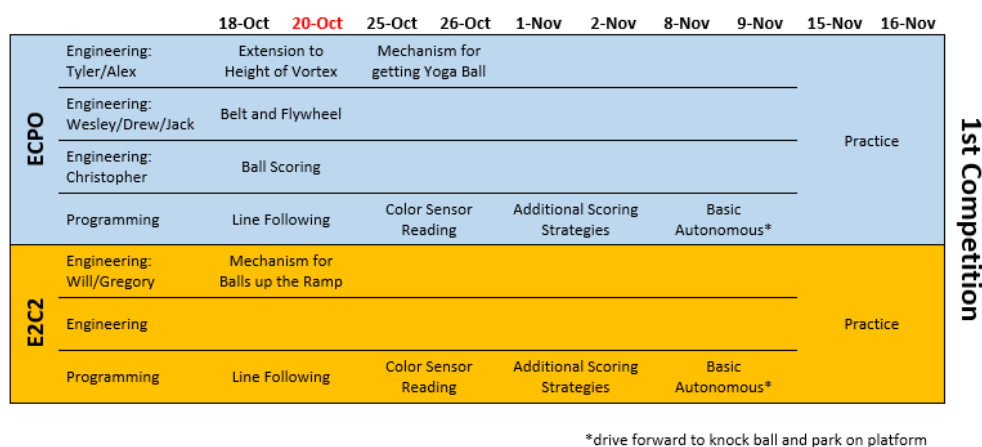 18-Oct 20-Oct 25-Oct 26-Oct 1-Nov 2-Nov 8-Nov 9-Nov 15-Nov 16-Nov
ECPO
Engineering:
Tyler/Alex
Extension to
Height of Vortex
Mechanism for
getting Yoga Ball
Engineering:
Wesley/Drew/Jack
Belt and Flywheel
Engineering:
Christopher
Ball Scoring
Programming
Line Following
Color Sensor
Reading
Additional Scoring
Strategies
Basic
Autonomous*
Practice
E2C2
Engineering:
Will/Gregory
Mechanism for
Balls up the Ramp
Engineering
Programming
Line Following
Color Sensor
Reading
Additional Scoring
Strategies
Basic
Autonomous*
Practice
1st Competition
*drive forward to knock ball and park on platform